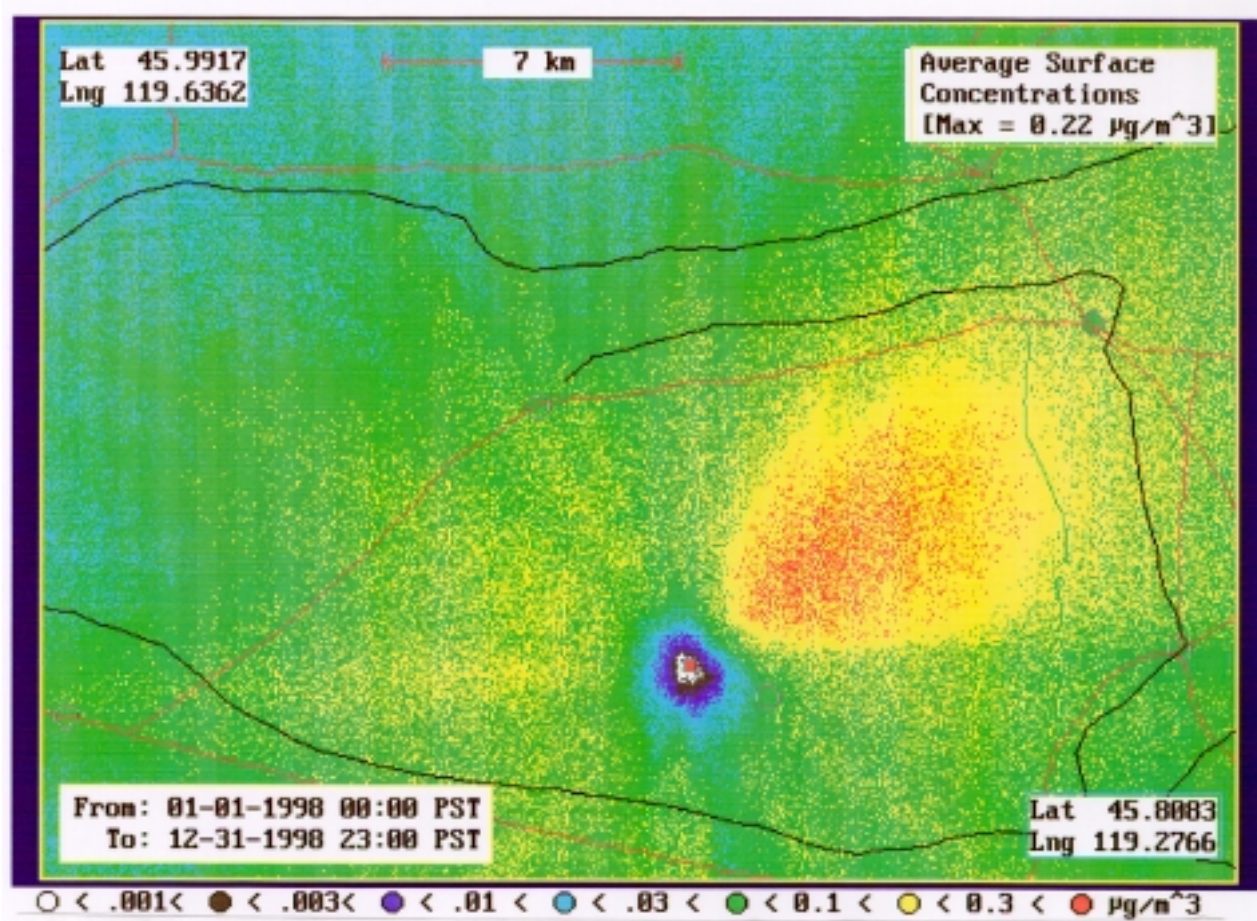 Lat 45.9917
Lng 119.6362
7 km
Average Surface
Concentrations
[Max = 0.22 µg/m^3]
From: 01-01-1998 00:00 PST
To: 12-31-1998 23:00 PST
Lat 45.8083
Lng 119.2766
< .001< < .003< < .01 < < .03 < < 0.1 < < 0.3 < µg/m^3